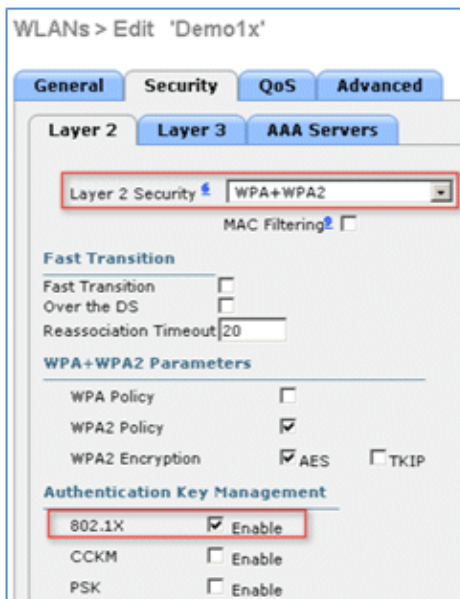 WLANs > Edit 'Demo1x'
General Security QoS Advanced
Layer 2 Layer 3 AAA Servers
Layer 2 Security 6 WPA+WPA2
MAC Filtering 9
Fast Transition
Fast Transition
Over the DS
Reassociation Timeout 20
WPA+WPA2 Parameters
WPA Policy
WPA2 Policy
WPA2 Encryption AES TKIP
Authentication Key Management
802.1X Enable
CCKM Enable
PSK Enable